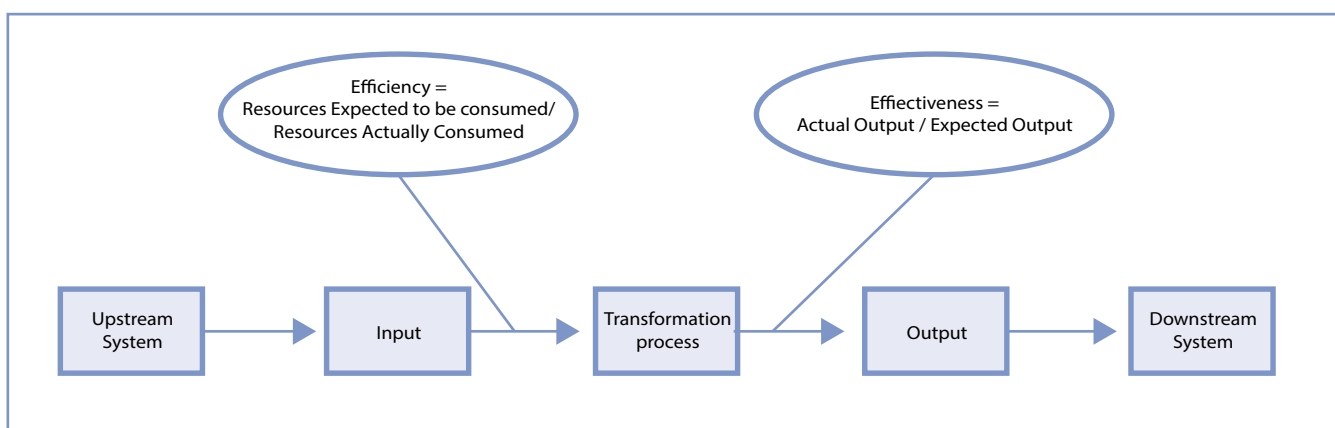 Efficiency =
Resources Expected to be consumed/
Resources Actually Consumed
Effectiveness =
Actual Output / Expected Output
Upstream
System
Input
Transformation
process
Output
Downstream
System